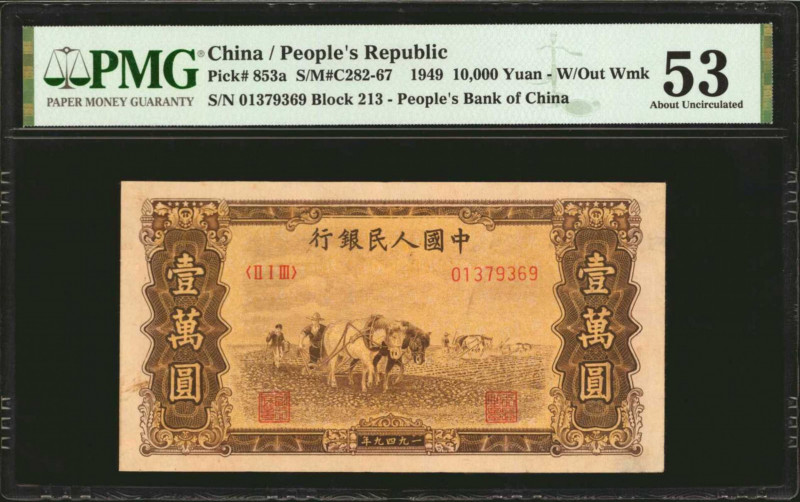 PMG
PAPER MONEY GUARANTY
China / People's Republic
Pick# 853a S/M#C282-67 1949 10,000 Yuan - W/Out Wmk
S/N 01379369 Block 213 - People's Bank of China
53
About Uncirculated
行銀民人國中
〈II I III〉 01379369
壹萬圓
壹萬圓
年九四九一